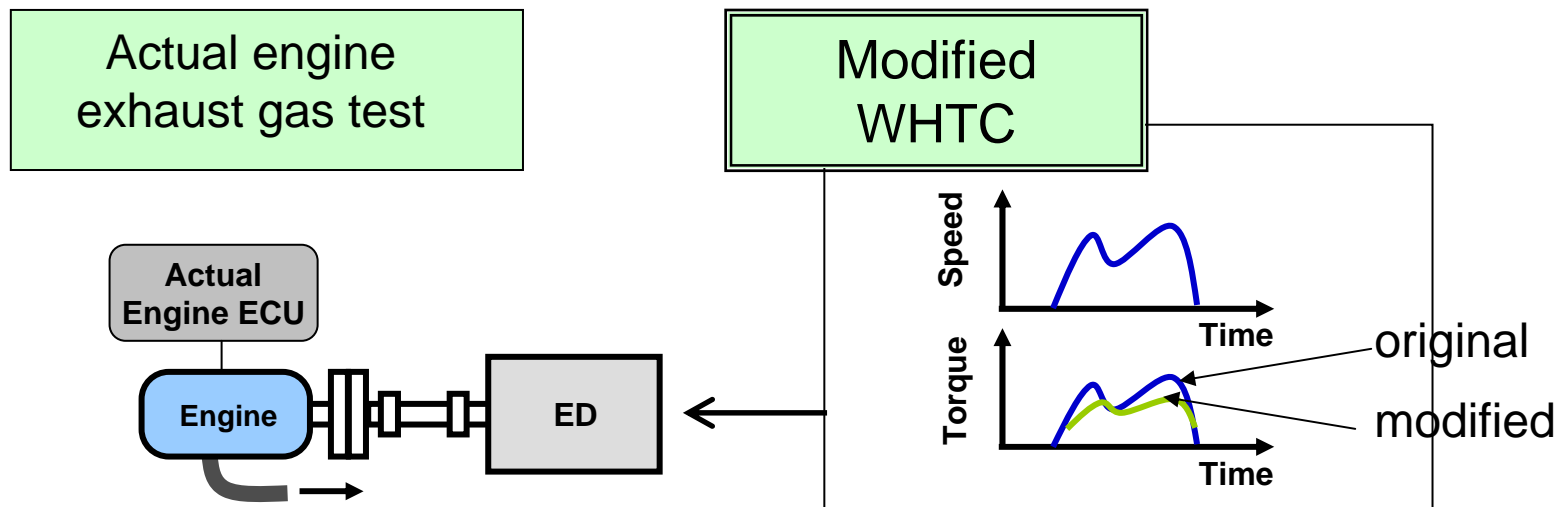 Actual engine
exhaust gas test
Modified
WHTC
Speed
Time
Actual
Engine ECU
Torque
original
modified
Engine
ED
Time